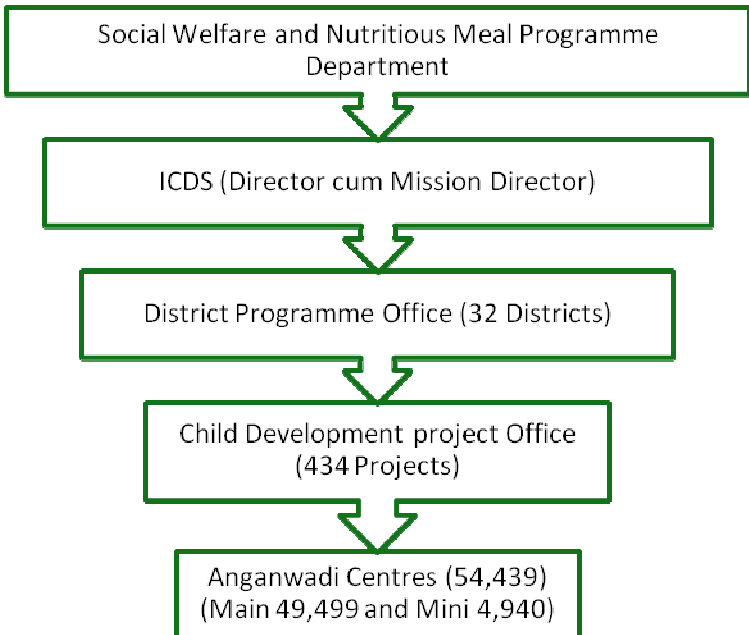 Social Welfare and Nutritious Meal Programme
Department
ICDS (Director cum Mission Director)
District Programme Office (32 Districts)
Child Development project Office
(434 Projects)
Anganwadi Centres (54,439)
(Main 49,499 and Mini 4,940)